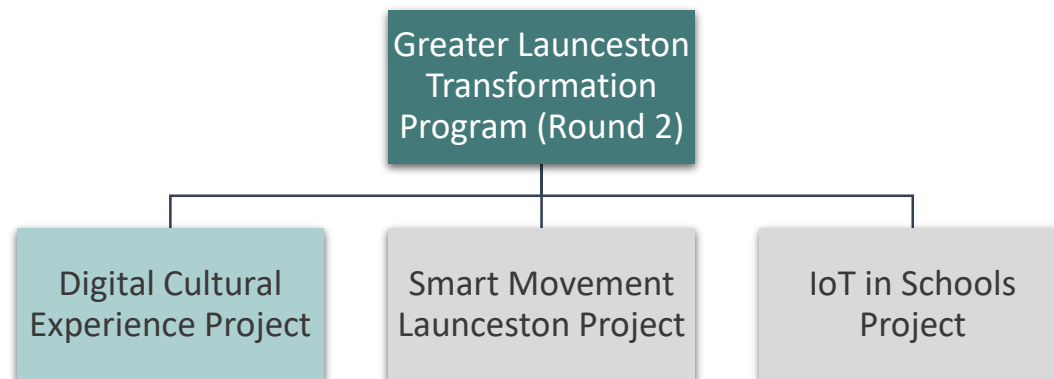 Greater Launceston
Transformation
Program (Round 2)
Digital Cultural
Experience Project
Smart Movement
Launceston Project
IoT in Schools
Project